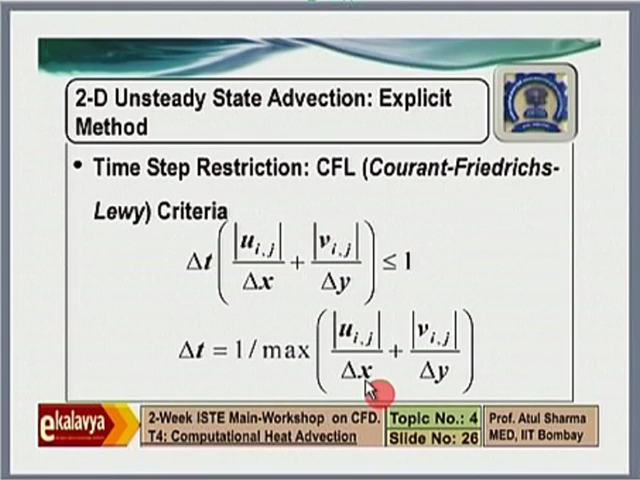 2-D Unsteady State Advection: Explicit
Method
• Time Step Restriction: CFL (Courant-Friedrichs-
Lewy) Criteria
Δt ( |u_{i,j}| / Δx + |v_{i,j}| / Δy ) ≤ 1
Δt = 1 / max ( |u_{i,j}| / Δx + |v_{i,j}| / Δy )
ekalavya
2-Week ISTE Main-Workshop on CFD.
T4: Computational Heat Advection
Topic No.: 4
Slide No.: 26
Prof. Atul Sharma
MED, IIT Bombay